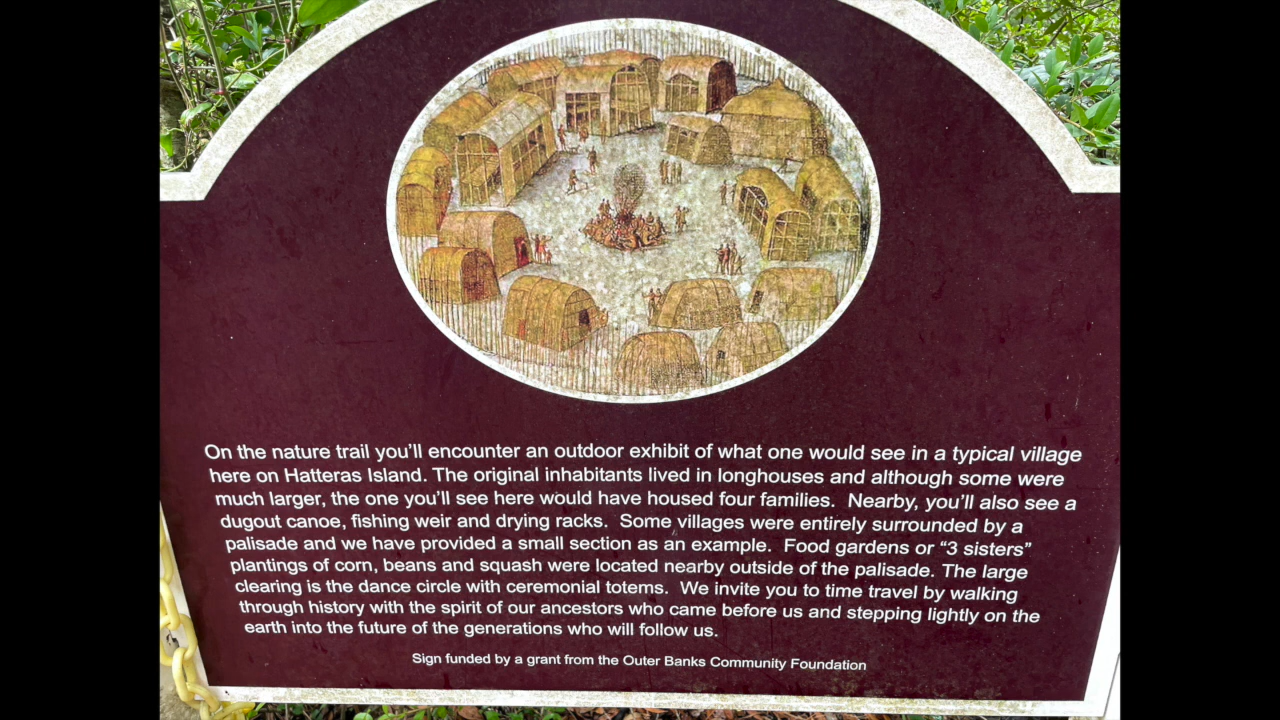 On the nature trail you'll encounter an outdoor exhibit of what one would see in a typical village
here on Hatteras Island. The original inhabitants lived in longhouses and although some were
much larger, the one you'll see here would have housed four families. Nearby, you'll also see a
dugout canoe, fishing weir and drying racks. Some villages were entirely surrounded by a
palisade and we have provided a small section as an example. Food gardens or “3 sisters”
plantings of corn, beans and squash were located nearby outside of the palisade. The large
clearing is the dance circle with ceremonial totems. We invite you to time travel by walking
through history with the spirit of our ancestors who came before us and stepping lightly on the
earth into the future of the generations who will follow us.
Sign funded by a grant from the Outer Banks Community Foundation